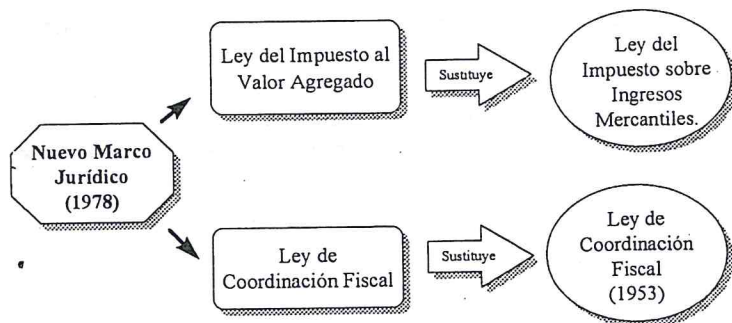 Nuevo Marco
Jurídico
(1978)
Ley del Impuesto al
Valor Agregado
Sustituye
Ley del
Impuesto sobre
Ingresos
Mercantiles.
Ley de
Coordinación Fiscal
Sustituye
Ley de
Coordinación
Fiscal
(1953)